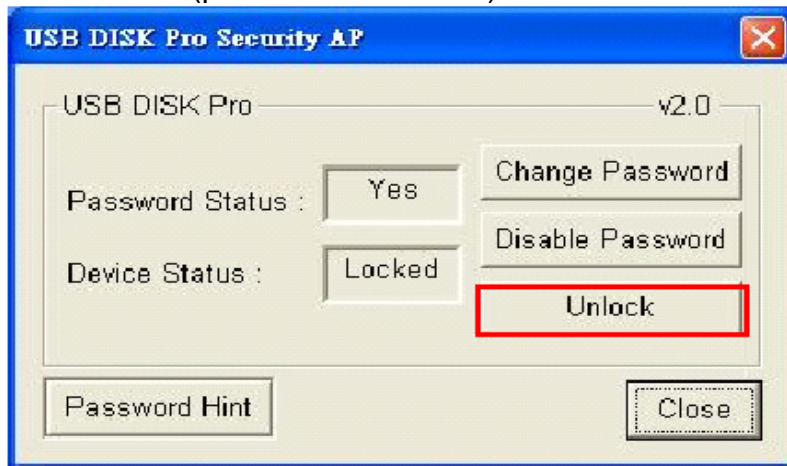 USB DISK Pro Security AP
USB DISK Pro v2.0
Password Status : Yes Change Password
Disable Password
Device Status : Locked
Unlock
Password Hint Close